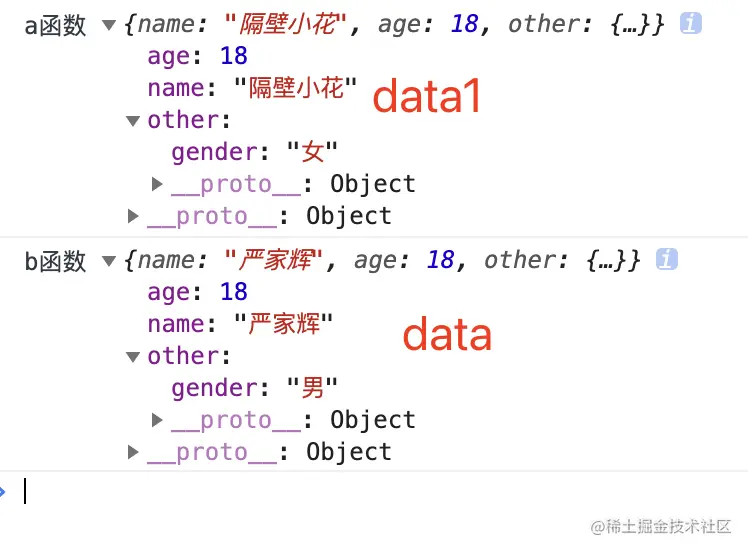 a函数 ▼{name: "隔壁小花", age: 18, other: {…}} i
age: 18
name: "隔壁小花"
data1
▼other:
gender: "女"
▶__proto__: Object
▶__proto__: Object
b函数 ▼{name: "严家辉", age: 18, other: {…}} i
age: 18
name: "严家辉"
data
▼other:
gender: "男"
▶__proto__: Object
▶__proto__: Object
@稀土掘金技术社区